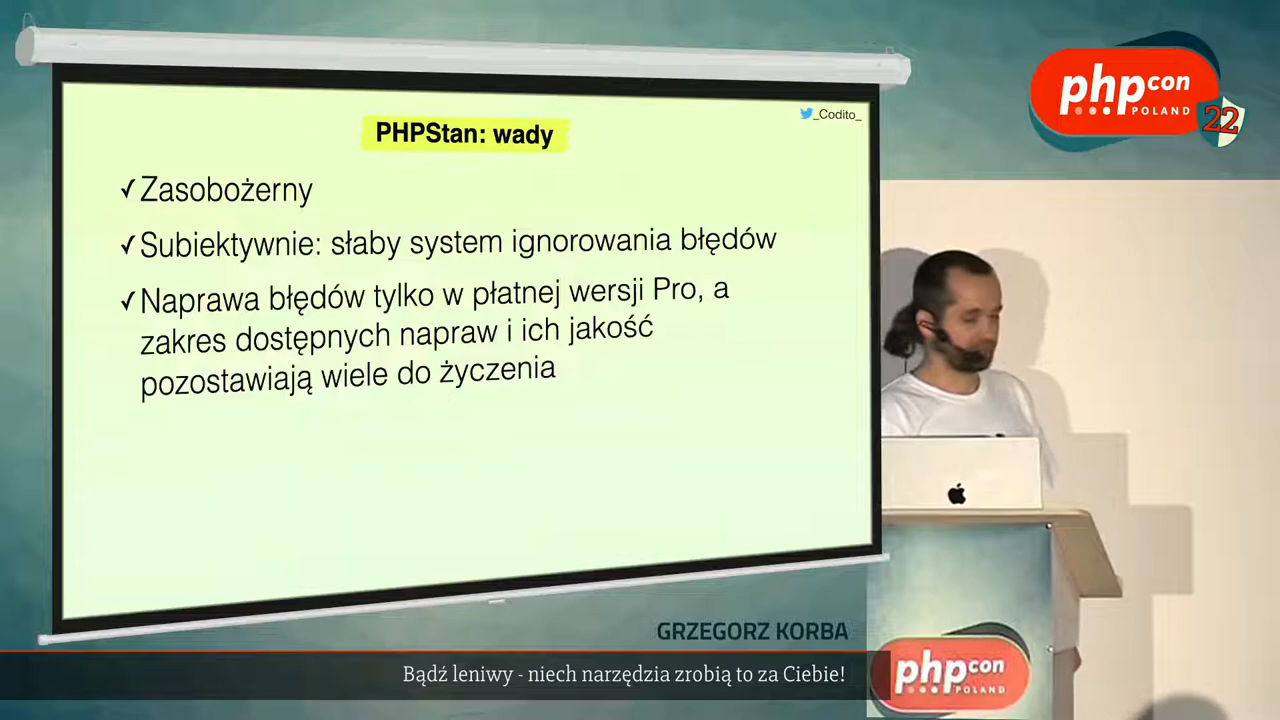 PHPStan: wady
_Codito_
✓Zasobożerny
✓Subiektywnie: słaby system ignorowania błędów
✓Naprawa błędów tylko w płatnej wersji Pro, a
zakres dostępnych napraw i ich jakość
pozostawiają wiele do życzenia
phpcon
POLAND
22
GRZEGORZ KORBA
Bądź leniwy - niech narzędzia zrobią to za Ciebie!
phpcon
POLAND